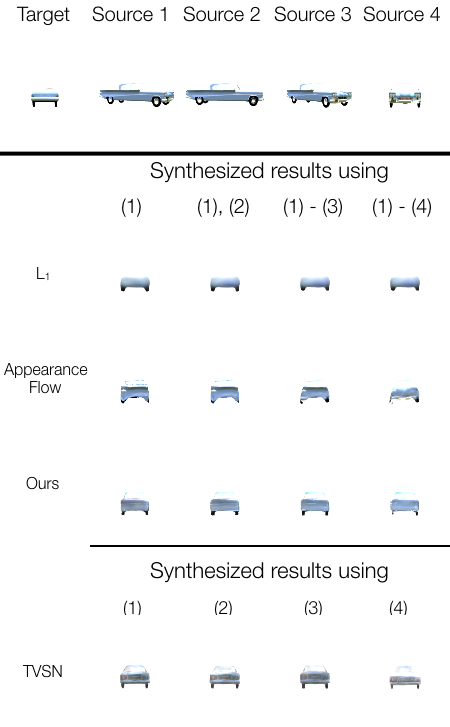 Target Source 1 Source 2 Source 3 Source 4
Synthesized results using
(1) (1), (2) (1) - (3) (1) - (4)
L₁
Appearance
Flow
Ours
Synthesized results using
(1) (2) (3) (4)
TVSN